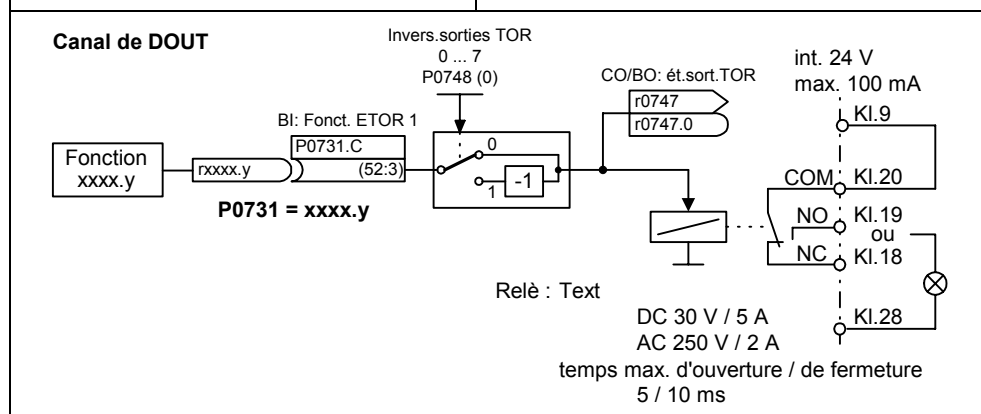 Canal de DOUT
Invers.sorties TOR
0 ... 7
P0748 (0)
CO/BO: ét.sort.TOR
r0747
r0747.0
int. 24 V
max. 100 mA
Kl.9
BI: Fonct. ETOR 1
P0731.C
(52:3)
Fonction
xxxx.y
rxxxx.y
P0731 = xxxx.y
0
1
-1
COM
Kl.20
NO
Kl.19
ou
NC
Kl.18
Kl.28
Relè : Text
DC 30 V / 5 A
AC 250 V / 2 A
temps max. d'ouverture / de fermeture
5 / 10 ms